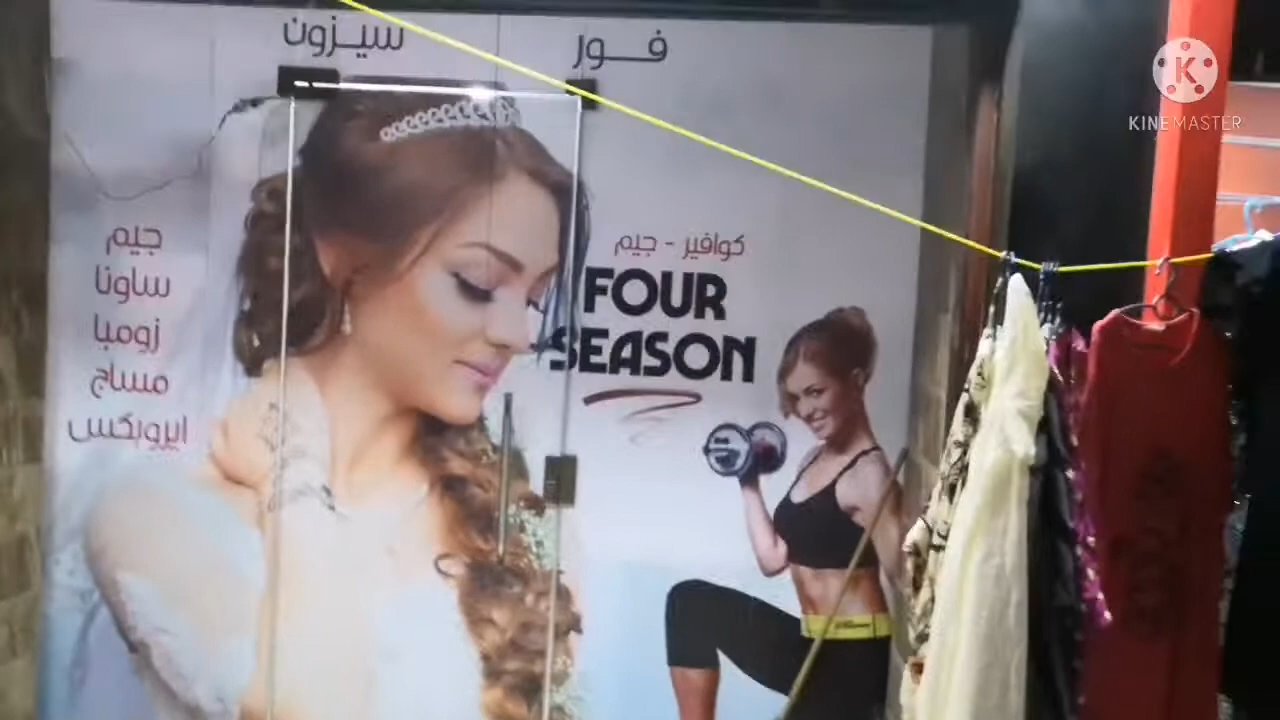 فور سيزون
كوافير - جيم
FOUR
SEASON
جيم
ساونا
زومبا
مساج
ايروبكس
KINEMASTER